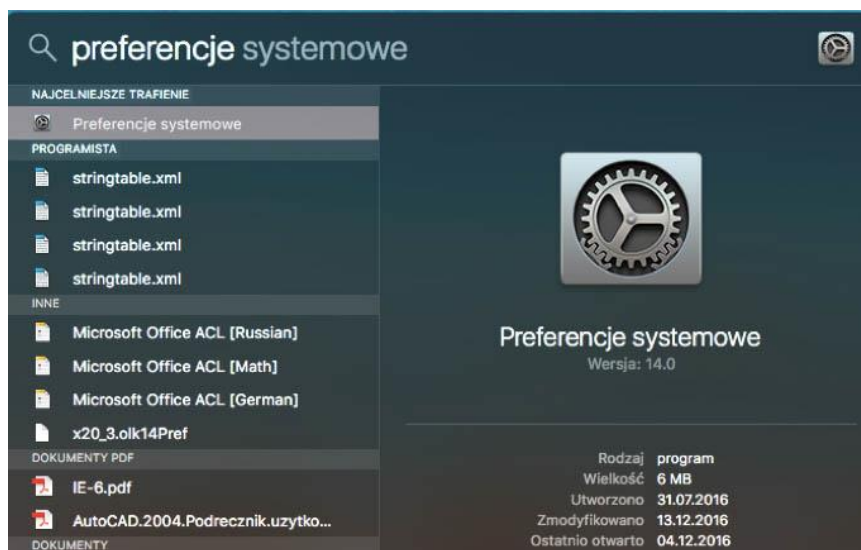 preferencje systemowe
NAJCELNIEJSZE TRAFIENIE
Preferencje systemowe
PROGRAMISTA
stringtable.xml
stringtable.xml
stringtable.xml
stringtable.xml
INNE
Microsoft Office ACL [Russian]
Microsoft Office ACL [Math]
Microsoft Office ACL [German]
x20_3.olk14Pref
DOKUMENTY PDF
IE-6.pdf
AutoCAD.2004.Podrecznik.uzytko...
DOKUMENTY
Preferencje systemowe
Wersja: 14.0
Rodzaj program
Wielkość 6 MB
Utworzono 31.07.2016
Zmodyfikowano 13.12.2016
Ostatnio otwarto 04.12.2016